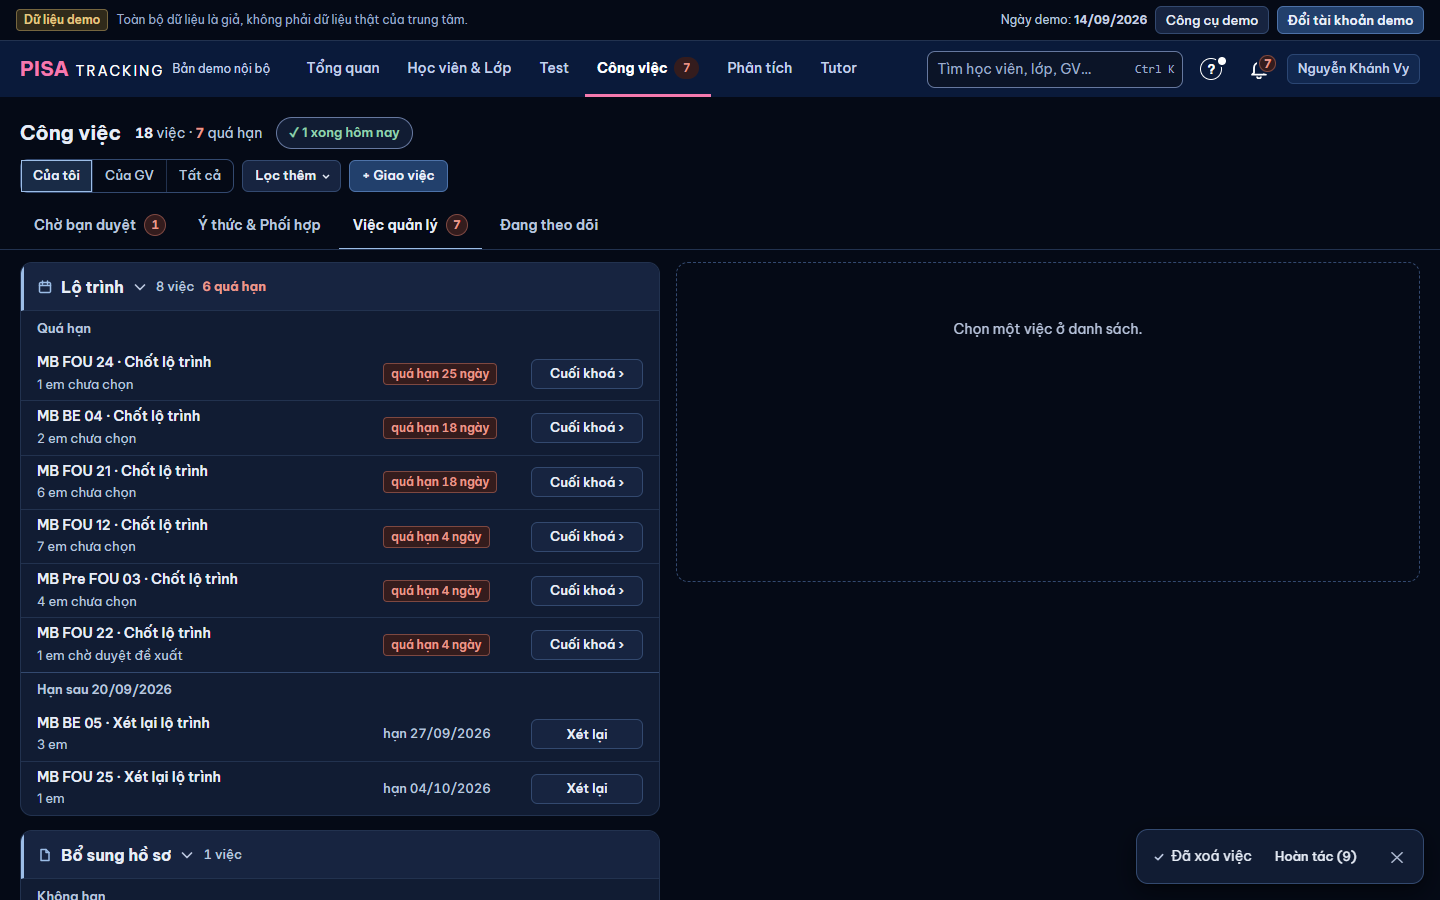 Dữ liệu demo Toàn bộ dữ liệu là giả, không phải dữ liệu thật của trung tâm. Ngày demo: 14/09/2026 Công cụ demo Đổi tài khoản demo
PISA TRACKING Bản demo nội bộ Tổng quan Học viên & Lớp Test Công việc 7 Phân tích Tutor Tìm học viên, lớp, GV... Ctrl K ? 7 Nguyễn Khánh Vy
Công việc 18 việc · 7 quá hạn ✓ 1 xong hôm nay
Của tôi Của GV Tất cả Lọc thêm + Giao việc
Chờ bạn duyệt 1 Ý thức & Phối hợp Việc quản lý 7 Đang theo dõi
Lộ trình 8 việc 6 quá hạn
Quá hạn
MB FOU 24 · Chốt lộ trình
1 em chưa chọn
quá hạn 25 ngày Cuối khoá ›
MB BE 04 · Chốt lộ trình
2 em chưa chọn
quá hạn 18 ngày Cuối khoá ›
MB FOU 21 · Chốt lộ trình
6 em chưa chọn
quá hạn 18 ngày Cuối khoá ›
MB FOU 12 · Chốt lộ trình
7 em chưa chọn
quá hạn 4 ngày Cuối khoá ›
MB Pre FOU 03 · Chốt lộ trình
4 em chưa chọn
quá hạn 4 ngày Cuối khoá ›
MB FOU 22 · Chốt lộ trình
1 em chờ duyệt đề xuất
quá hạn 4 ngày Cuối khoá ›
Hạn sau 20/09/2026
MB BE 05 · Xét lại lộ trình
3 em
hạn 27/09/2026 Xét lại
MB FOU 25 · Xét lại lộ trình
1 em
hạn 04/10/2026 Xét lại
Bổ sung hồ sơ 1 việc
Không hạn
Chọn một việc ở danh sách.
✓ Đã xoá việc Hoàn tác (9)